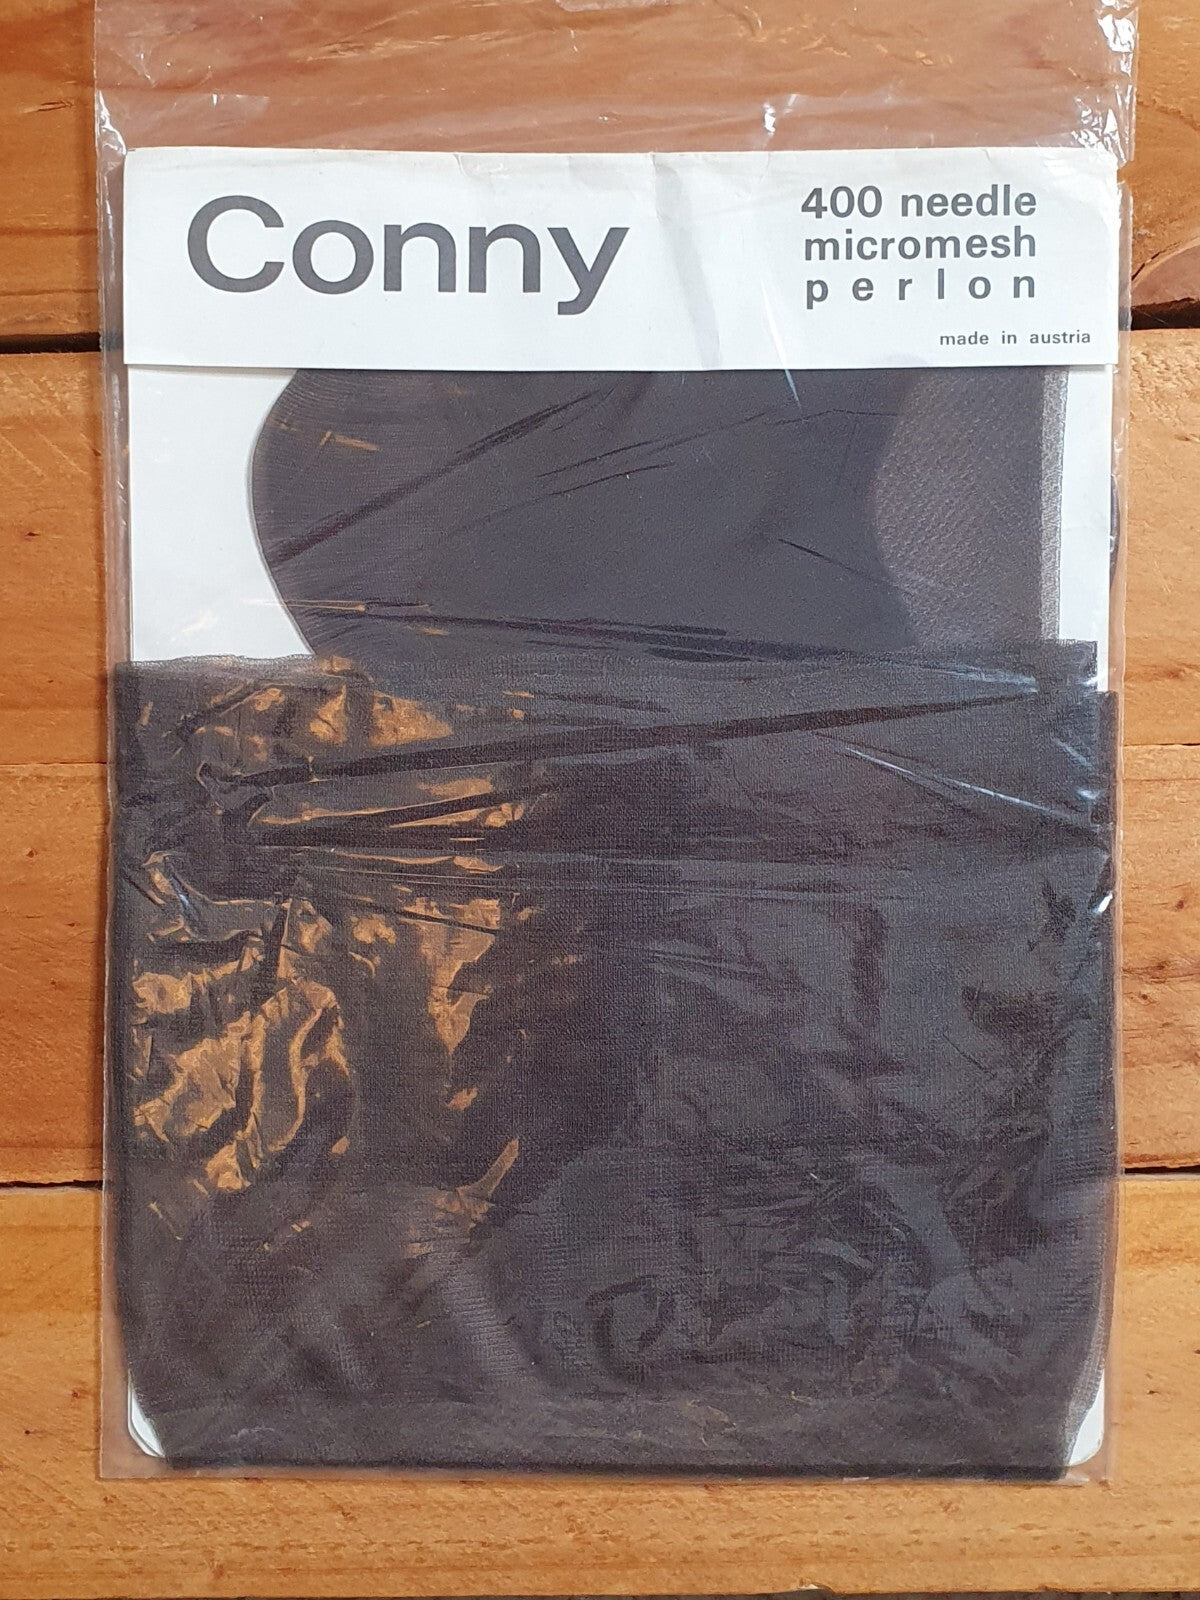 Conny
400 needle
micromesh
perlon
made in austria